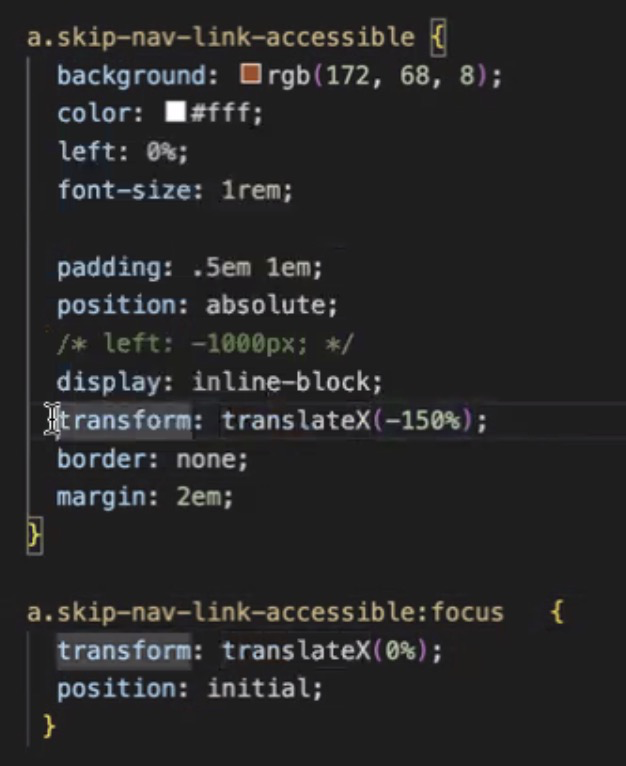 a.skip-nav-link-accessible {
background: rgb(172, 68, 8);
color: #fff;
left: 0%;
font-size: 1rem;
padding: .5em 1em;
position: absolute;
/* left: -1000px; */
display: inline-block;
transform: translateX(-150%);
border: none;
margin: 2em;
}
a.skip-nav-link-accessible:focus {
transform: translateX(0%);
position: initial;
}